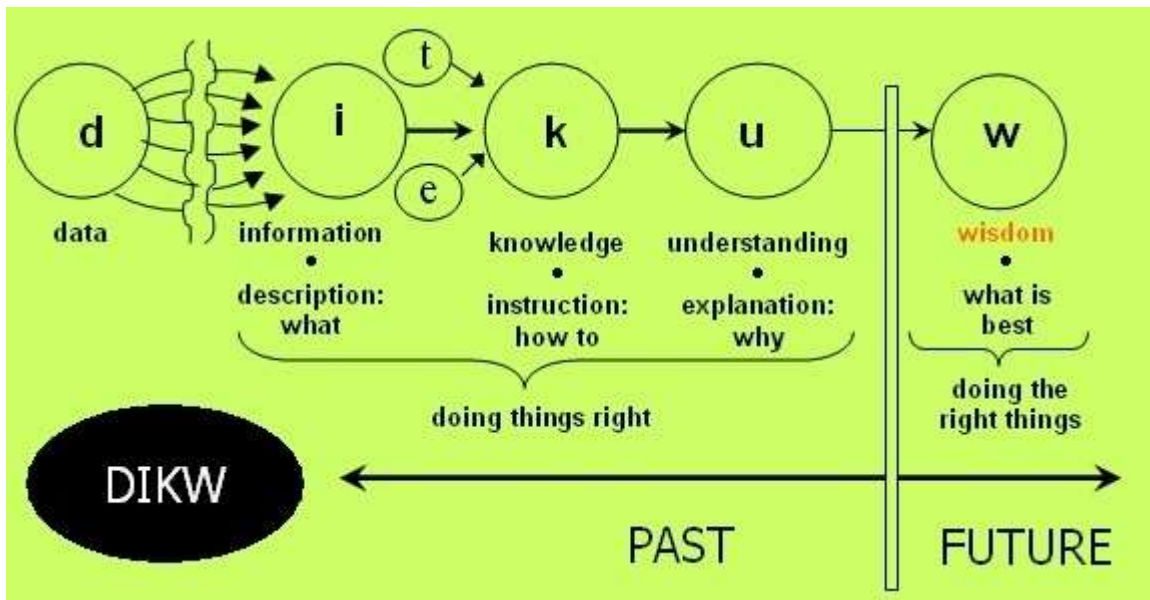 d
i
t
e
k
u
w
data
information
description:
what
knowledge
instruction:
how to
understanding
explanation:
why
wisdom
what is
best
doing things right
doing the
right things
DIKW
PAST
FUTURE